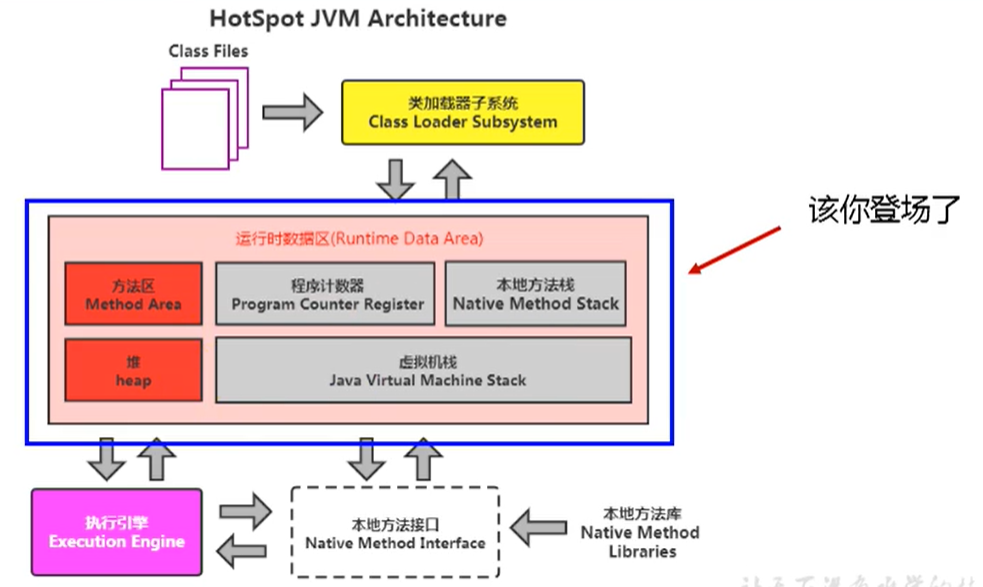 HotSpot JVM Architecture
Class Files
类加载器子系统
Class Loader Subsystem
该你登场了
运行时数据区(Runtime Data Area)
方法区
Method Area
程序计数器
Program Counter Register
本地方法栈
Native Method Stack
堆
heap
虚拟机栈
Java Virtual Machine Stack
执行引擎
Execution Engine
本地方法接口
Native Method Interface
本地方法库
Native Method
Libraries